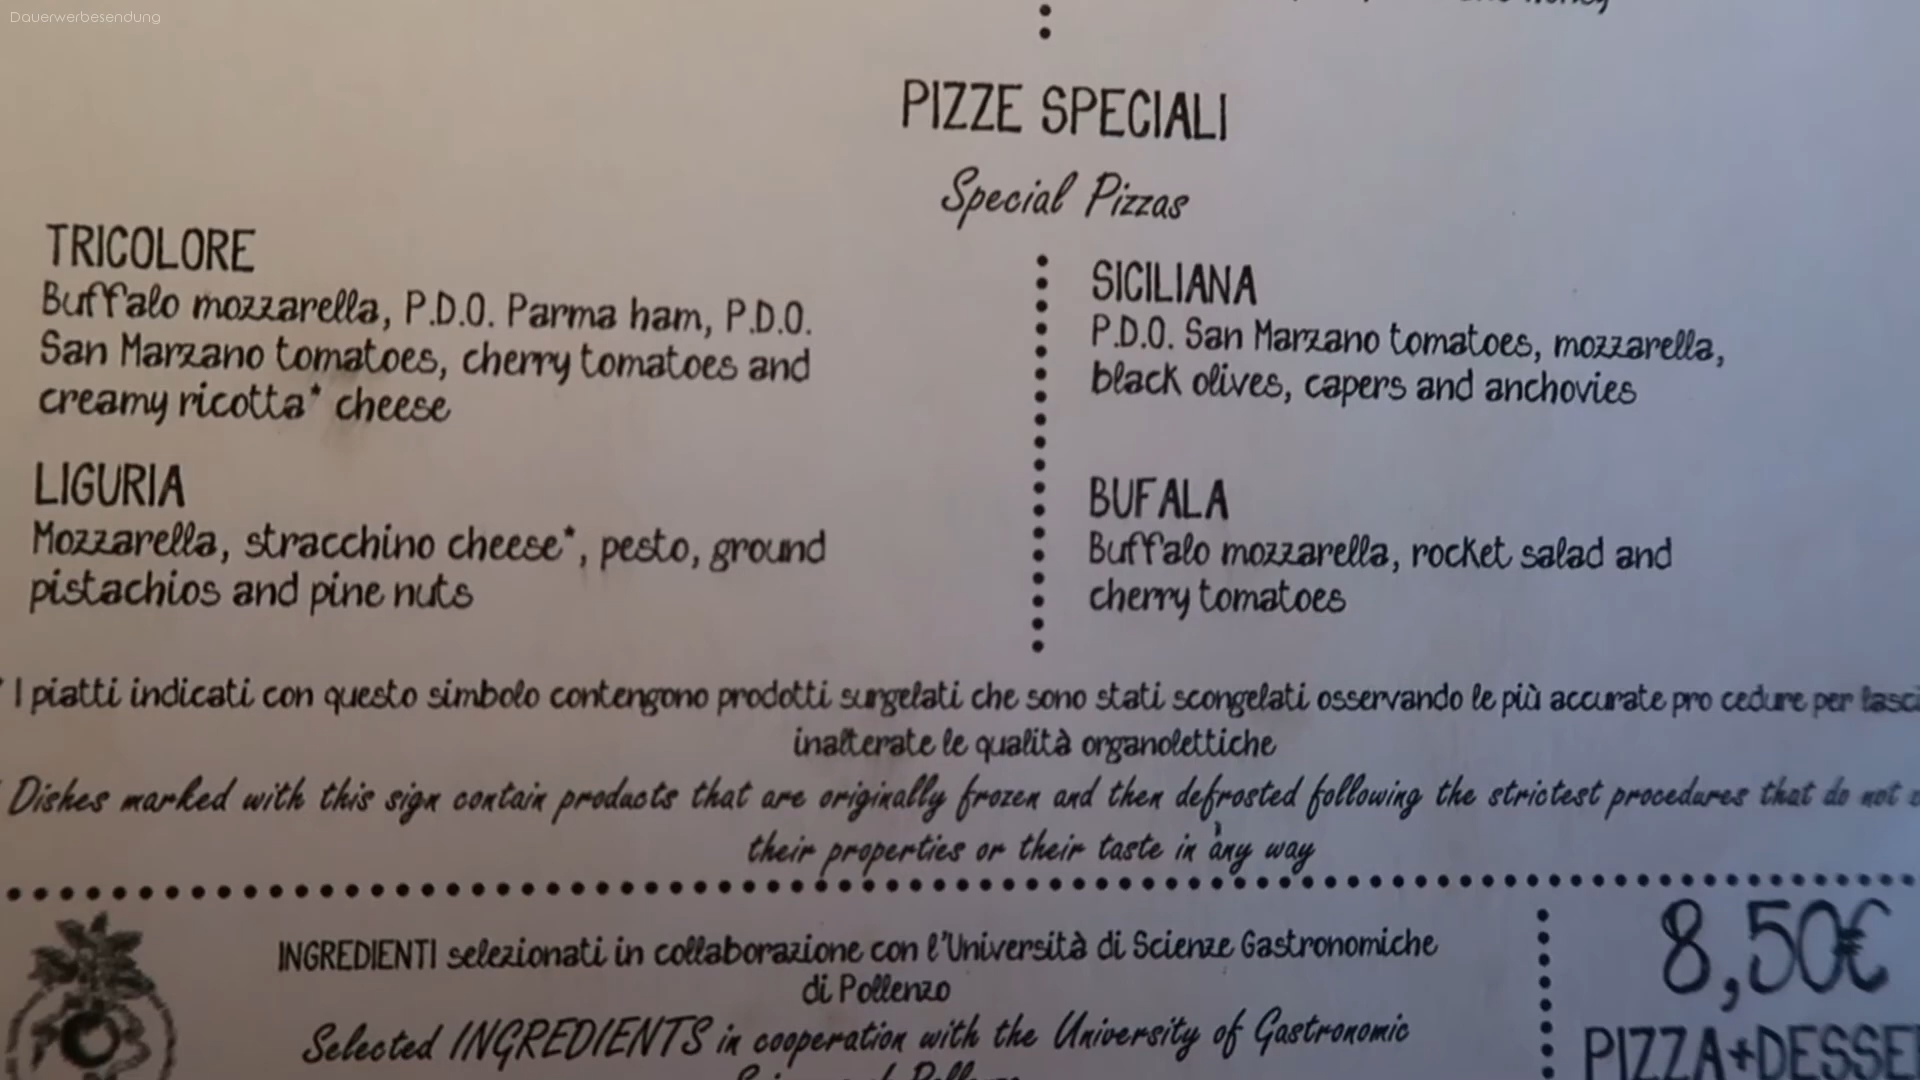 Dauerwerbesendung
PIZZE SPECIALI
Special Pizzas
TRICOLORE
Buffalo mozzarella, P.D.O. Parma ham, P.D.O.
San Marzano tomatoes, cherry tomatoes and
creamy ricotta* cheese
LIGURIA
Mozzarella, stracchino cheese*, pesto, ground
pistachios and pine nuts
SICILIANA
P.D.O. San Marzano tomatoes, mozzarella,
black olives, capers and anchovies
BUFALA
Buffalo mozzarella, rocket salad and
cherry tomatoes
* I piatti indicati con questo simbolo contengono prodotti surgelati che sono stati scongelati osservando le più accurate pro cedure per
inalterate le qualità organolettiche
Dishes marked with this sign contain products that are originally frozen and then defrosted following the strictest procedures that do not
their properties or their taste in any way
INGREDIENTI selezionati in collaborazione con l'Università di Scienze Gastronomiche
di Pollenzo
Selected INGREDIENTS in cooperation with the University of Gastronomic
8,50€
PIZZA+DESSE